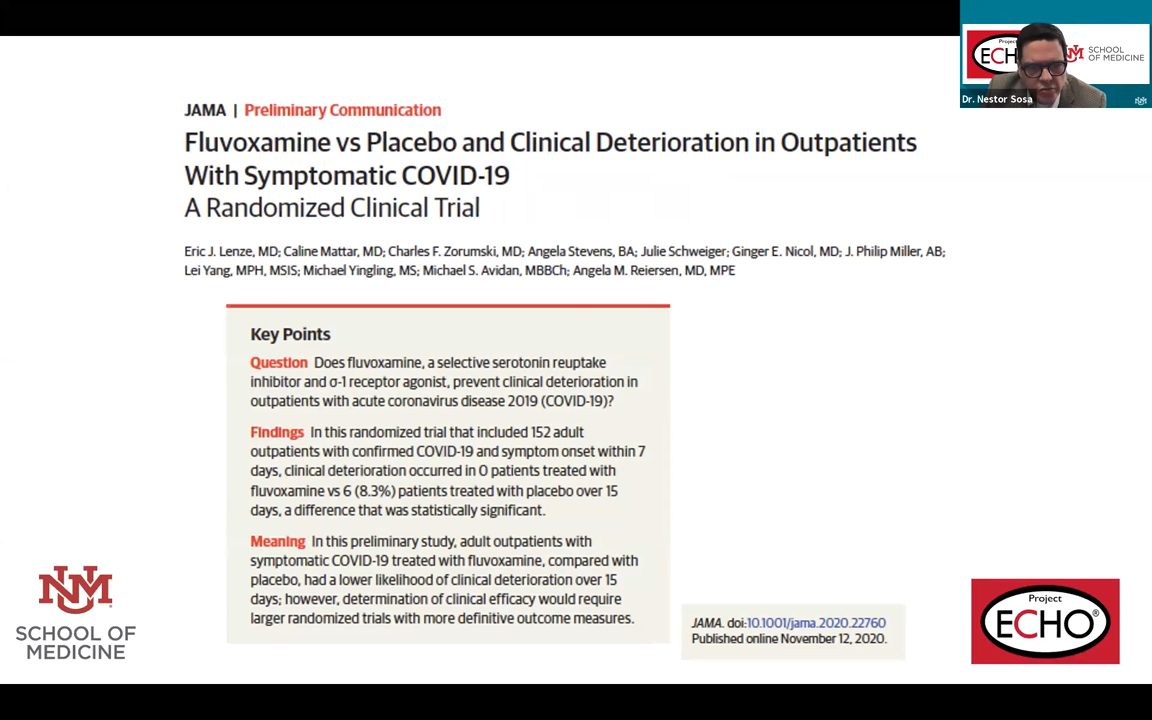 Project
ECH
SCHOOL
OF MEDICINE
Dr. Nestor Sosa
JAMA | Preliminary Communication
Fluvoxamine vs Placebo and Clinical Deterioration in Outpatients
With Symptomatic COVID-19
A Randomized Clinical Trial
Eric J. Lenze, MD; Caline Mattar, MD; Charles F. Zorumski, MD; Angela Stevens, BA; Julie Schweiger; Ginger E. Nicol, MD; J. Philip Miller, AB;
Lei Yang, MPH, MSIS; Michael Yingling, MS; Michael S. Avidan, MBBCh; Angela M. Reiersen, MD, MPE
Key Points
Question Does fluvoxamine, a selective serotonin reuptake
inhibitor and σ-1 receptor agonist, prevent clinical deterioration in
outpatients with acute coronavirus disease 2019 (COVID-19)?
Findings In this randomized trial that included 152 adult
outpatients with confirmed COVID-19 and symptom onset within 7
days, clinical deterioration occurred in 0 patients treated with
fluvoxamine vs 6 (8.3%) patients treated with placebo over 15
days, a difference that was statistically significant.
Meaning In this preliminary study, adult outpatients with
symptomatic COVID-19 treated with fluvoxamine, compared with
placebo, had a lower likelihood of clinical deterioration over 15
days; however, determination of clinical efficacy would require
larger randomized trials with more definitive outcome measures.
JAMA. doi:10.1001/jama.2020.22760
Published online November 12, 2020.
UNM
SCHOOL OF
MEDICINE
Project
ECHO®